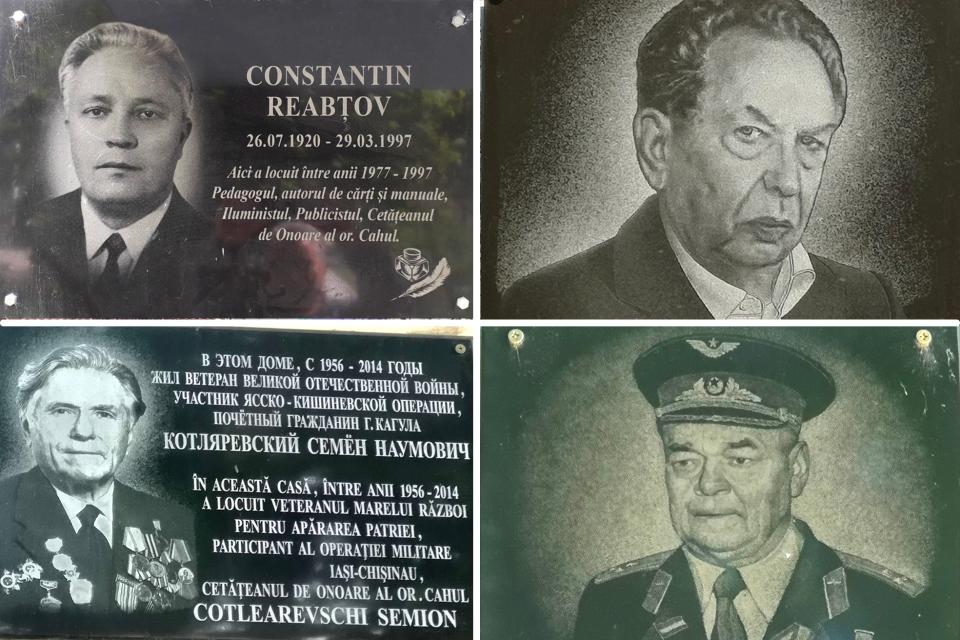 CONSTANTIN
REABȚOV
26.07.1920 - 29.03.1997
Aici a locuit între anii 1977 - 1997
Pedagogul, autorul de cărți și manuale,
Iluministul, Publicistul, Cetățeanul
de Onoare al or. Cahul.
В ЭТОМ ДОМЕ, С 1956 - 2014 ГОДЫ
ЖИЛ ВЕТЕРАН ВЕЛИКОЙ ОТЕЧЕСТВЕННОЙ ВОЙНЫ,
УЧАСТНИК ЯССКО - КИШИНЕВСКОЙ ОПЕРАЦИИ,
ПОЧЁТНЫЙ ГРАЖДАНИН Г. КАГУЛА
КОТЛЯРЕВСКИЙ СЕМЁН НАУМОВИЧ
ÎN ACEASTĂ CASĂ, ÎNTRE ANII 1956 - 2014
A LOCUIT VETERANUL MARELUI RĂZBOI
PENTRU APĂRAREA PATRIEI,
PARTICIPANT AL OPERAȚIEI MILITARE
IAȘI-CHIȘINAU,
CETĂȚEANUL DE ONOARE AL OR. CAHUL
COTLEAREVSCHI SEMION